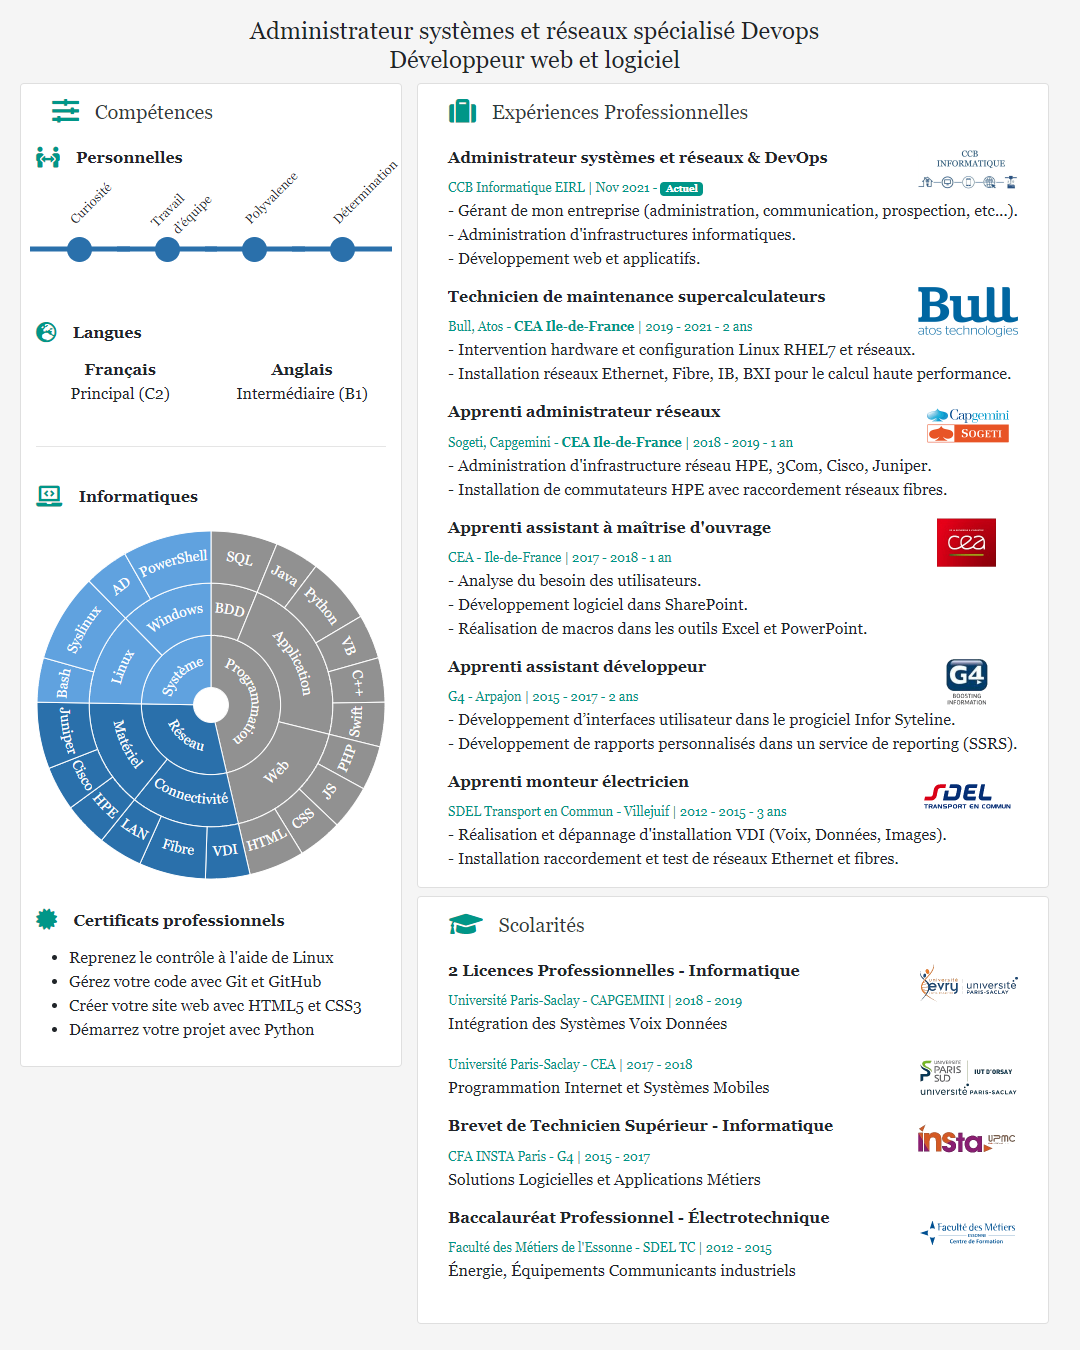 Administrateur systèmes et réseaux spécialisé Devops
Développeur web et logiciel
Compétences
Personnelles
Curiosité
Travail
d'équipe
Polyvalence
Détermination
Langues
Français
Principal (C2)
Anglais
Intermédiaire (B1)
Informatiques
Système
Programmation
Réseau
Windows
Linux
BDD
Application
Web
Matériel
Connectivité
PowerShell
AD
Syslinux
Bash
SQL
Java
Python
VB
C++
Swift
PHP
JS
CSS
HTML
VDI
Fibre
LAN
HPE
Cisco
Juniper
Certificats professionnels
Reprenez le contrôle à l'aide de Linux
Gérez votre code avec Git et GitHub
Créer votre site web avec HTML5 et CSS3
Démarrez votre projet avec Python
Expériences Professionnelles
Administrateur systèmes et réseaux & DevOps
CCB Informatique EIRL | Nov 2021 - Actuel
CCB
INFORMATIQUE
- Gérant de mon entreprise (administration, communication, prospection, etc...).
- Administration d'infrastructures informatiques.
- Développement web et applicatifs.
Technicien de maintenance supercalculateurs
Bull, Atos - CEA Ile-de-France | 2019 - 2021 - 2 ans
Bull
atos technologies
- Intervention hardware et configuration Linux RHEL7 et réseaux.
- Installation réseaux Ethernet, Fibre, IB, BXI pour le calcul haute performance.
Apprenti administrateur réseaux
Sogeti, Capgemini - CEA Ile-de-France | 2018 - 2019 - 1 an
Capgemini
SOGETI
- Administration d'infrastructure réseau HPE, 3Com, Cisco, Juniper.
- Installation de commutateurs HPE avec raccordement réseaux fibres.
Apprenti assistant à maîtrise d'ouvrage
CEA - Ile-de-France | 2017 - 2018 - 1 an
cea
- Analyse du besoin des utilisateurs.
- Développement logiciel dans SharePoint.
- Réalisation de macros dans les outils Excel et PowerPoint.
Apprenti assistant développeur
G4 - Arpajon | 2015 - 2017 - 2 ans
G4
BOOSTING
INFORMATION
- Développement d’interfaces utilisateur dans le progiciel Infor Syteline.
- Développement de rapports personnalisés dans un service de reporting (SSRS).
Apprenti monteur électricien
SDEL Transport en Commun - Villejuif | 2012 - 2015 - 3 ans
SDEL
TRANSPORT EN COMMUN
- Réalisation et dépannage d'installation VDI (Voix, Données, Images).
- Installation raccordement et test de réseaux Ethernet et fibres.
Scolarités
2 Licences Professionnelles - Informatique
Université Paris-Saclay - CAPGEMINI | 2018 - 2019
Intégration des Systèmes Voix Données
université
evry
université
PARIS-SACLAY
Université Paris-Saclay - CEA | 2017 - 2018
Programmation Internet et Systèmes Mobiles
UNIVERSITÉ
PARIS
SUD
IUT D'ORSAY
université PARIS-SACLAY
Brevet de Technicien Supérieur - Informatique
CFA INSTA Paris - G4 | 2015 - 2017
Solutions Logicielles et Applications Métiers
insta
UPMC
Baccalauréat Professionnel - Électrotechnique
Faculté des Métiers de l'Essonne - SDEL TC | 2012 - 2015
Énergie, Équipements Communicants industriels
Faculté des Métiers
ESSONNE
Centre de Formation